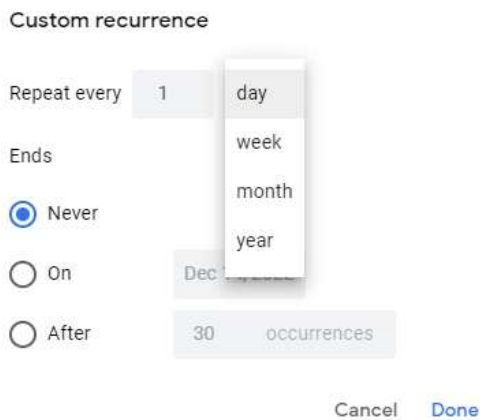 Custom recurrence
Repeat every 1 day
week
Ends
month
Never
year
On Dec
After 30 occurrences
Cancel Done